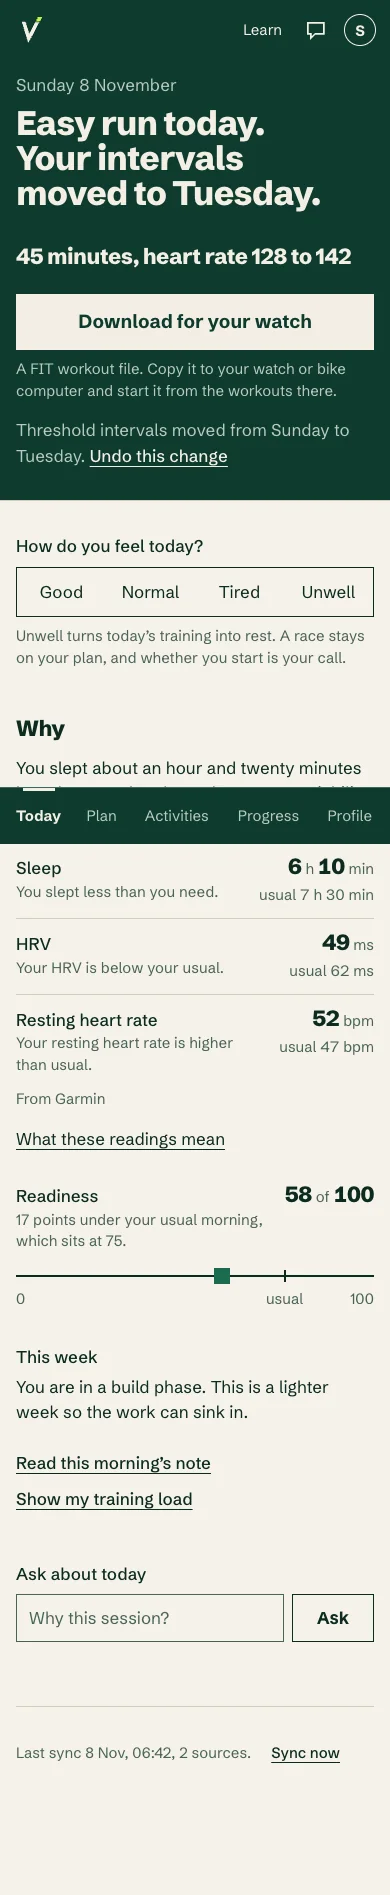 Learn
S
Sunday 8 November
Easy run today.
Your intervals
moved to Tuesday.
45 minutes, heart rate 128 to 142
Download for your watch
A FIT workout file. Copy it to your watch or bike
computer and start it from the workouts there.
Threshold intervals moved from Sunday to
Tuesday. Undo this change
How do you feel today?
Good Normal Tired Unwell
Unwell turns today’s training into rest. A race stays
on your plan, and whether you start is your call.
Why
You slept about an hour and twenty minutes
Today Plan Activities Progress Profile
Sleep 6 h 10 min
You slept less than you need. usual 7 h 30 min
HRV 49 ms
Your HRV is below your usual. usual 62 ms
Resting heart rate 52 bpm
Your resting heart rate is higher usual 47 bpm
than usual.
From Garmin
What these readings mean
Readiness 58 of 100
17 points under your usual morning,
which sits at 75.
0 usual 100
This week
You are in a build phase. This is a lighter
week so the work can sink in.
Read this morning’s note
Show my training load
Ask about today
Why this session? Ask
Last sync 8 Nov, 06:42, 2 sources. Sync now